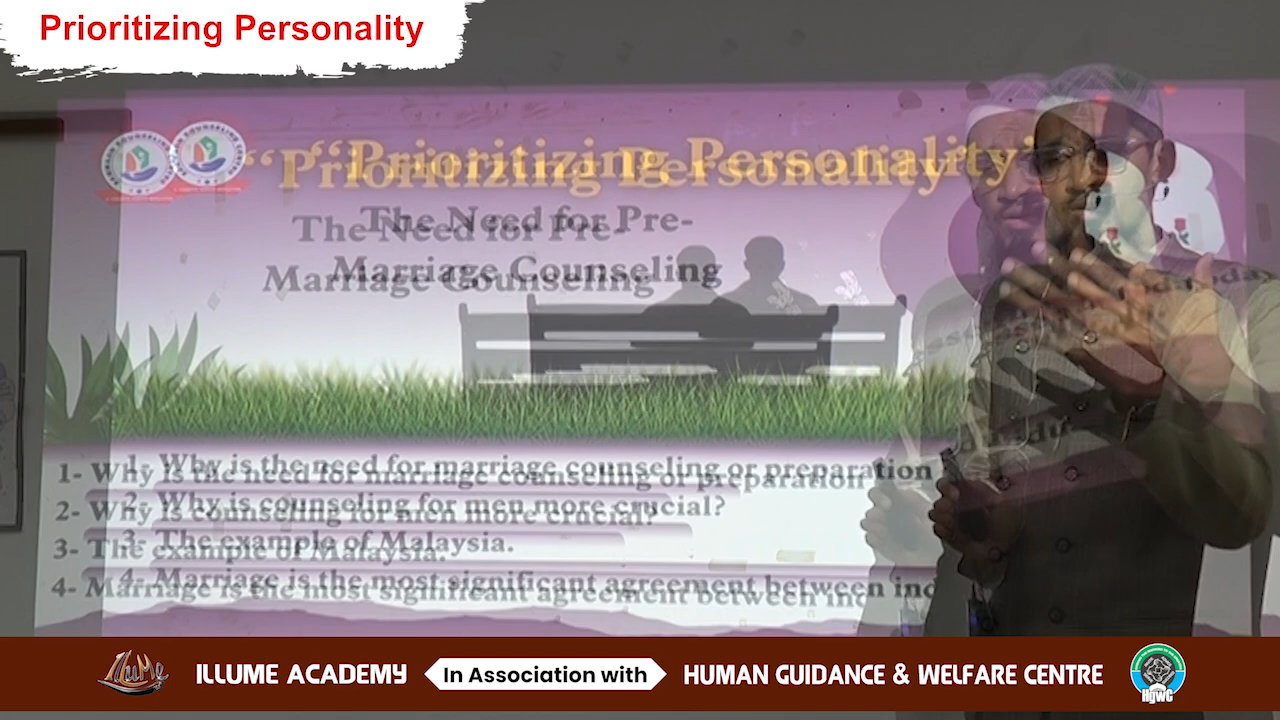 Prioritizing Personality
“Prioritizing Personality”
The Need for Pre-
Marriage Counseling
1- Why is the need for marriage counseling or preparation
2- Why is counseling for men more crucial?
3- The example of Malaysia.
4- Marriage is the most significant agreement between
ILLUME ACADEMY In Association with HUMAN GUIDANCE & WELFARE CENTRE
HGWC